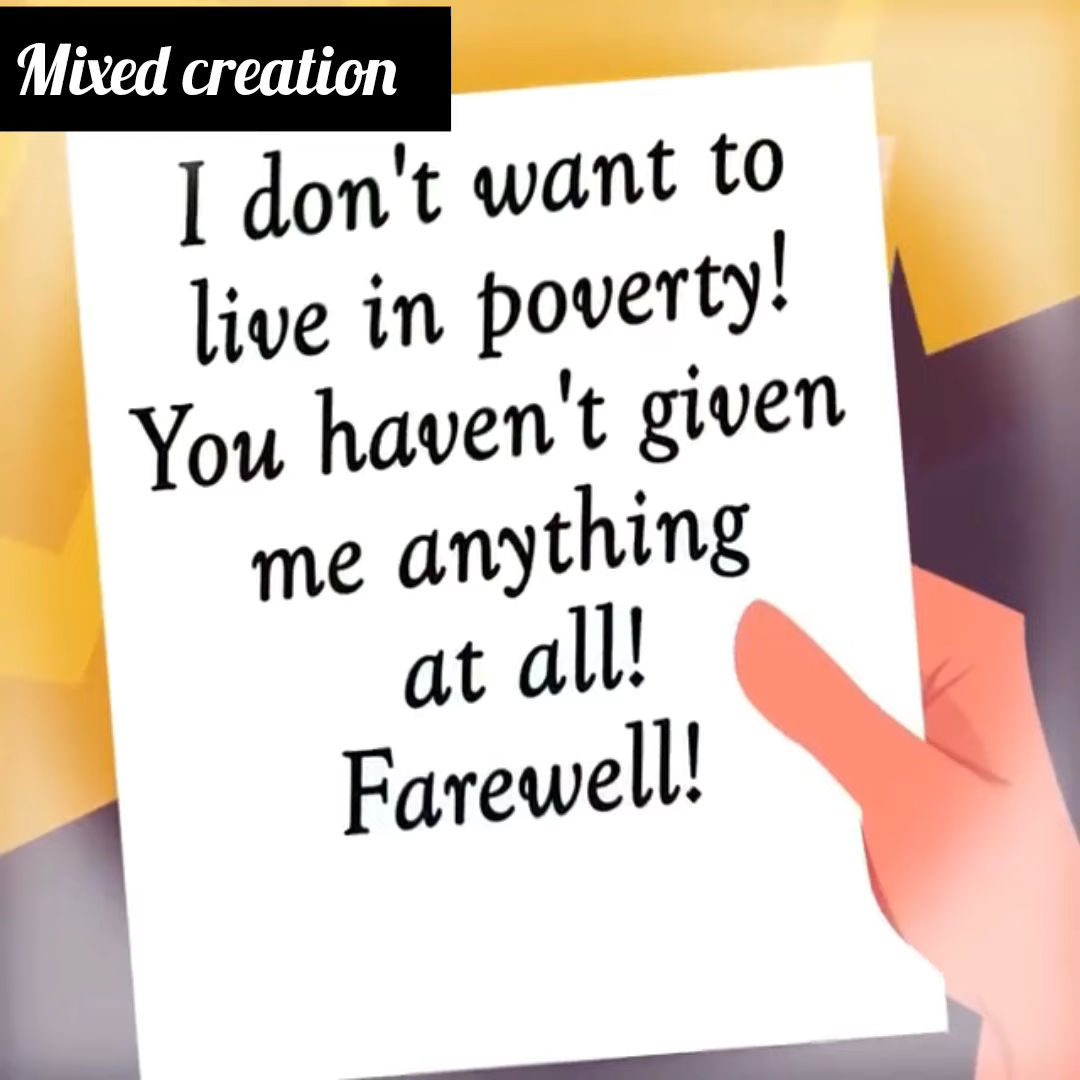 Mixed creation
I don't want to
live in poverty!
You haven't given
me anything
at all!
Farewell!